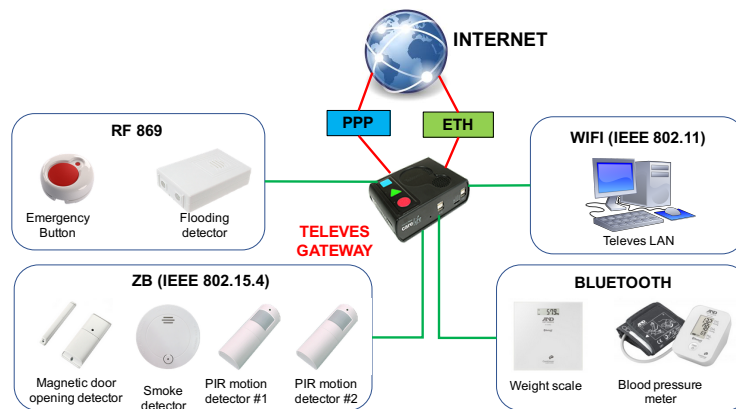 INTERNET
PPP
ETH
RF 869
Emergency
Button
Flooding
detector
WIFI (IEEE 802.11)
Televes LAN
TELEVES
GATEWAY
care
ZB (IEEE 802.15.4)
Magnetic door
opening detector
Smoke
detector
PIR motion
detector #1
PIR motion
detector #2
BLUETOOTH
AND
Weight scale
Blood pressure
meter